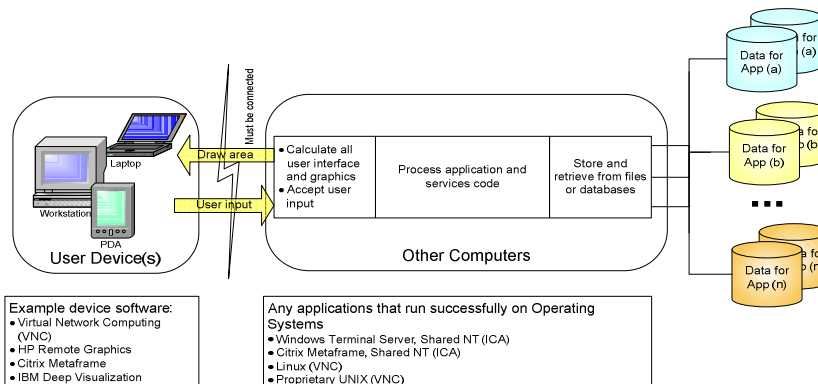 Laptop
Workstation
PDA
User Device(s)
Must be connected
Draw area
User input
• Calculate all
user interface
and graphics
• Accept user
input
Process application and
services code
Store and
retrieve from files
or databases
Other Computers
Data for
App (a)
Data for
App (b)
Data for
App (n)
Example device software:
• Virtual Network Computing
(VNC)
• HP Remote Graphics
• Citrix Metaframe
• IBM Deep Visualization
Any applications that run successfully on Operating
Systems
• Windows Terminal Server, Shared NT (ICA)
• Citrix Metaframe, Shared NT (ICA)
• Linux (VNC)
• Proprietary UNIX (VNC)